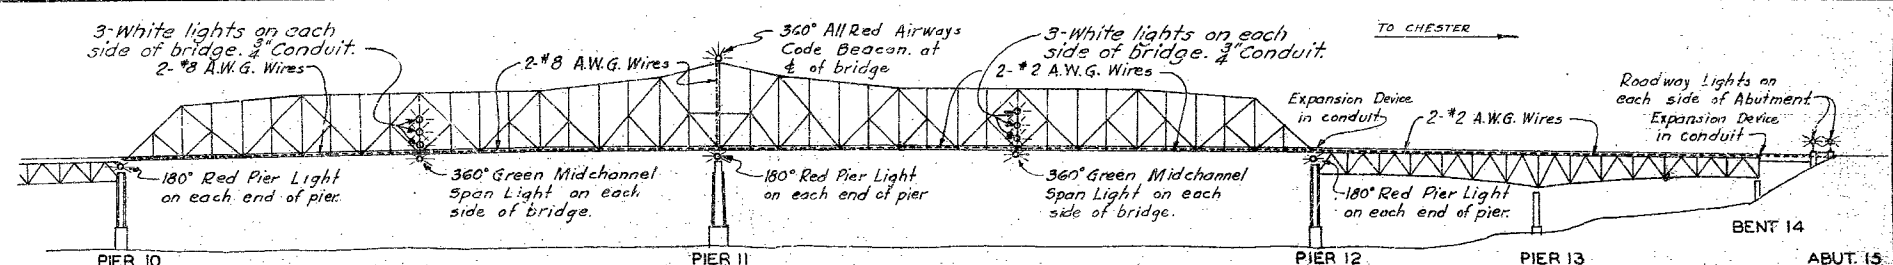 3-White lights on each
side of bridge. 3/4" Conduit.
2-#8 A.W.G. Wires
2-#8 A.W.G. Wires
360° All Red Airways
Code Beacon. at
℄ of bridge
3-White lights on each
side of bridge. 3/4" Conduit.
2-#2 A.W.G. Wires
TO CHESTER
Expansion Device
in conduit
2-#2 A.W.G. Wires
Roadway Lights on
each side of Abutment
Expansion Device
in conduit
180° Red Pier Light
on each end of pier.
360° Green Midchannel
Span Light on each
side of bridge.
180° Red Pier Light
on each end of pier
360° Green Midchannel
Span Light on each
side of bridge.
180° Red Pier Light
on each end of pier.
PIER 10
PIER 11
PIER 12
PIER 13
BENT 14
ABUT. 15